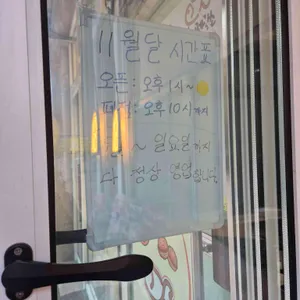 11월달 시간표
오픈 : 오후 1시~
오후 10시까지
~ 일요일까지
다 정상 영업합니다